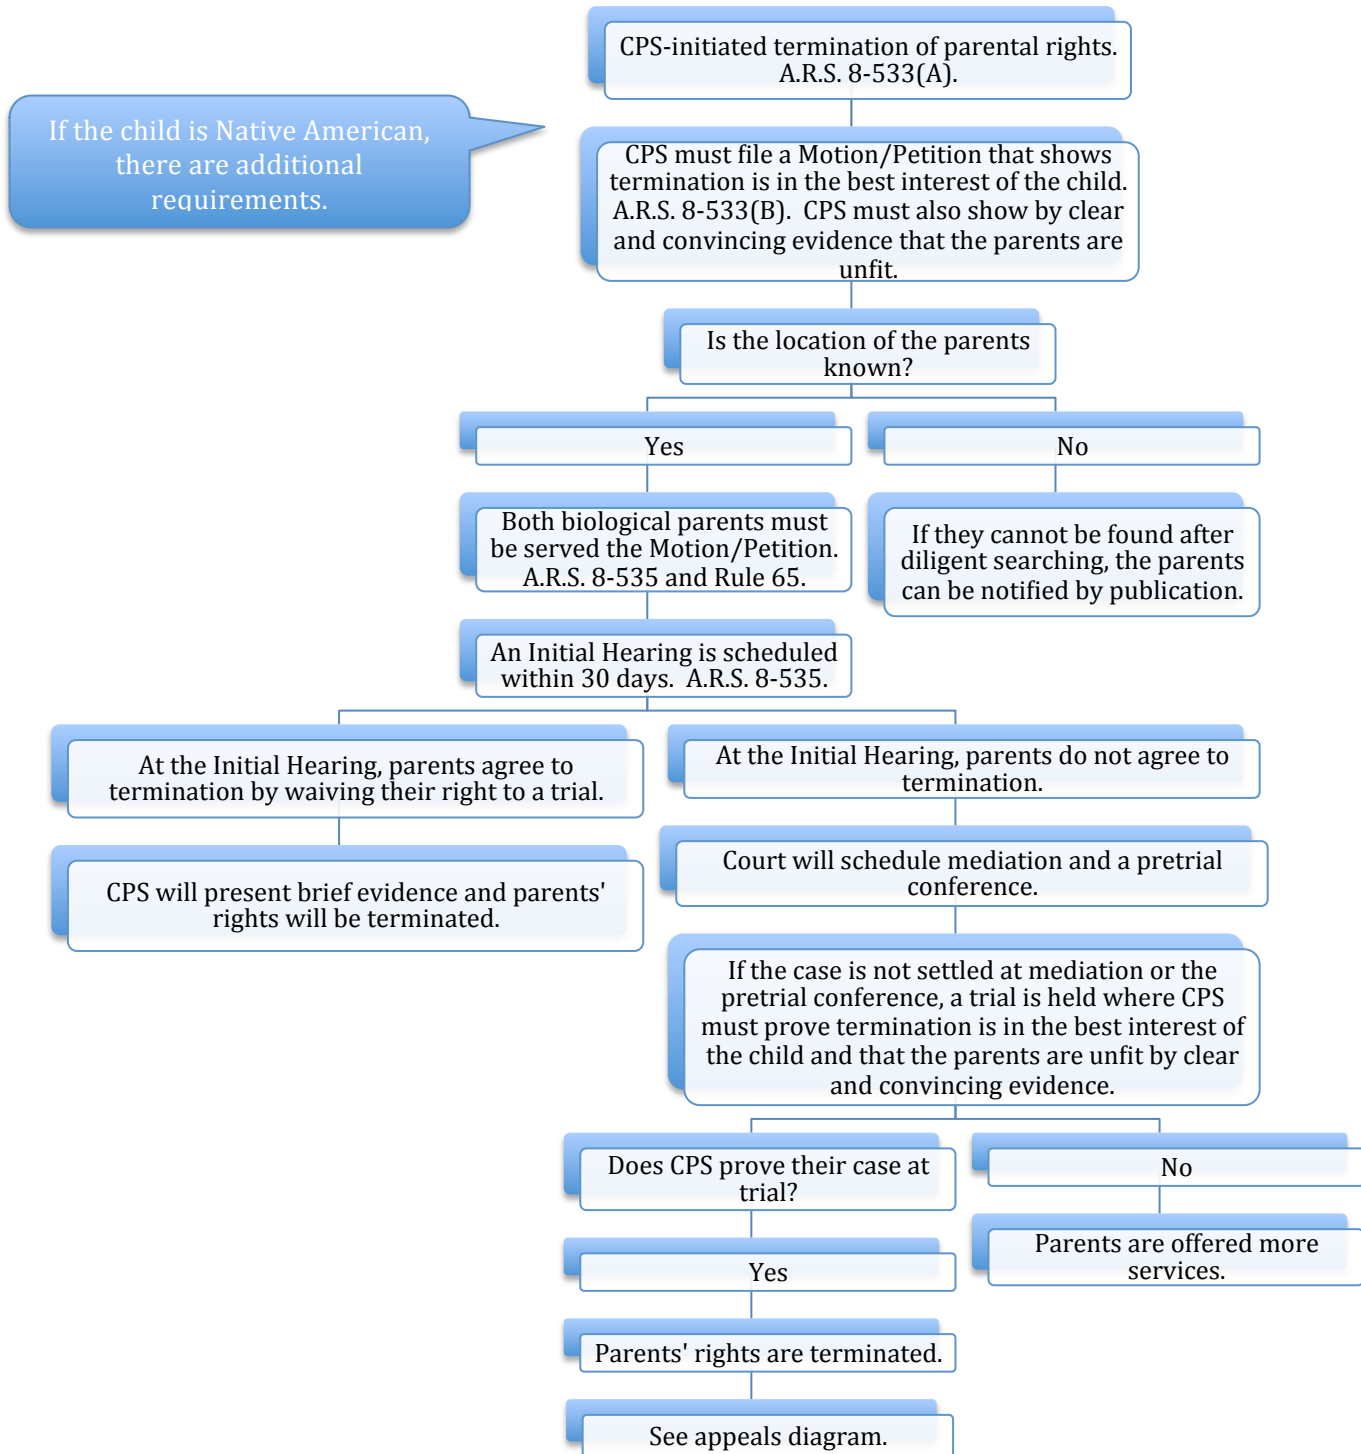 CPS-initiated termination of parental rights.
A.R.S. 8-533(A).
If the child is Native American,
there are additional
requirements.
CPS must file a Motion/Petition that shows
termination is in the best interest of the child.
A.R.S. 8-533(B).  CPS must also show by clear
and convincing evidence that the parents are
unfit.
Is the location of the parents
known?
Yes
No
Both biological parents must
be served the Motion/Petition.
A.R.S. 8-535 and Rule 65.
If they cannot be found after
diligent searching, the parents
can be notified by publication.
An Initial Hearing is scheduled
within 30 days.  A.R.S. 8-535.
At the Initial Hearing, parents agree to
termination by waiving their right to a trial.
At the Initial Hearing, parents do not agree to
termination.
CPS will present brief evidence and parents'
rights will be terminated.
Court will schedule mediation and a pretrial
conference.
If the case is not settled at mediation or the
pretrial conference, a trial is held where CPS
must prove termination is in the best interest of
the child and that the parents are unfit by clear
and convincing evidence.
Does CPS prove their case at
trial?
No
Yes
Parents are offered more
services.
Parents' rights are terminated.
See appeals diagram.